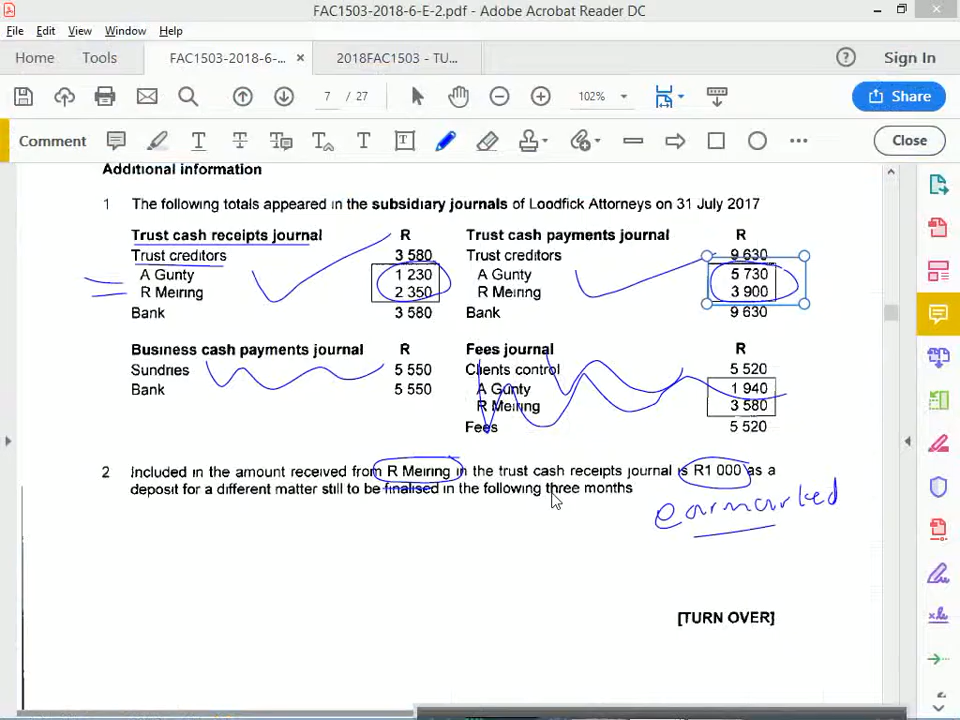 FAC1503-2018-6-E-2.pdf - Adobe Acrobat Reader DC
File Edit View Window Help
Home Tools FAC1503-2018-6-... × 2018FAC1503 - TU... Sign In
7 / 27 102% Share
Comment Close
Additional information
1 The following totals appeared in the subsidiary journals of Loodfick Attorneys on 31 July 2017
Trust cash receipts journal R Trust cash payments journal R
Trust creditors 3 580 Trust creditors 9 630
A Gunty 1 230 A Gunty 5 730
R Meiring 2 350 R Meiring 3 900
Bank 3 580 Bank 9 630
Business cash payments journal R Fees journal R
Sundries 5 550 Clients control 5 520
Bank 5 550 A Gunty 1 940
R Meiring 3 580
Fees 5 520
2 Included in the amount received from R Meiring in the trust cash receipts journal is R1 000 as a
deposit for a different matter still to be finalised in the following three months
earmarked
[TURN OVER]